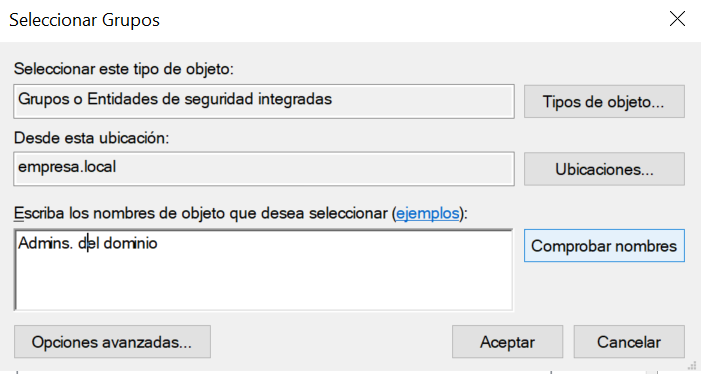 Seleccionar Grupos
Seleccionar este tipo de objeto:
Grupos o Entidades de seguridad integradas
Tipos de objeto...
Desde esta ubicación:
empresa.local
Ubicaciones...
Escriba los nombres de objeto que desea seleccionar (ejemplos):
Admins. del dominio
Comprobar nombres
Opciones avanzadas...
Aceptar
Cancelar